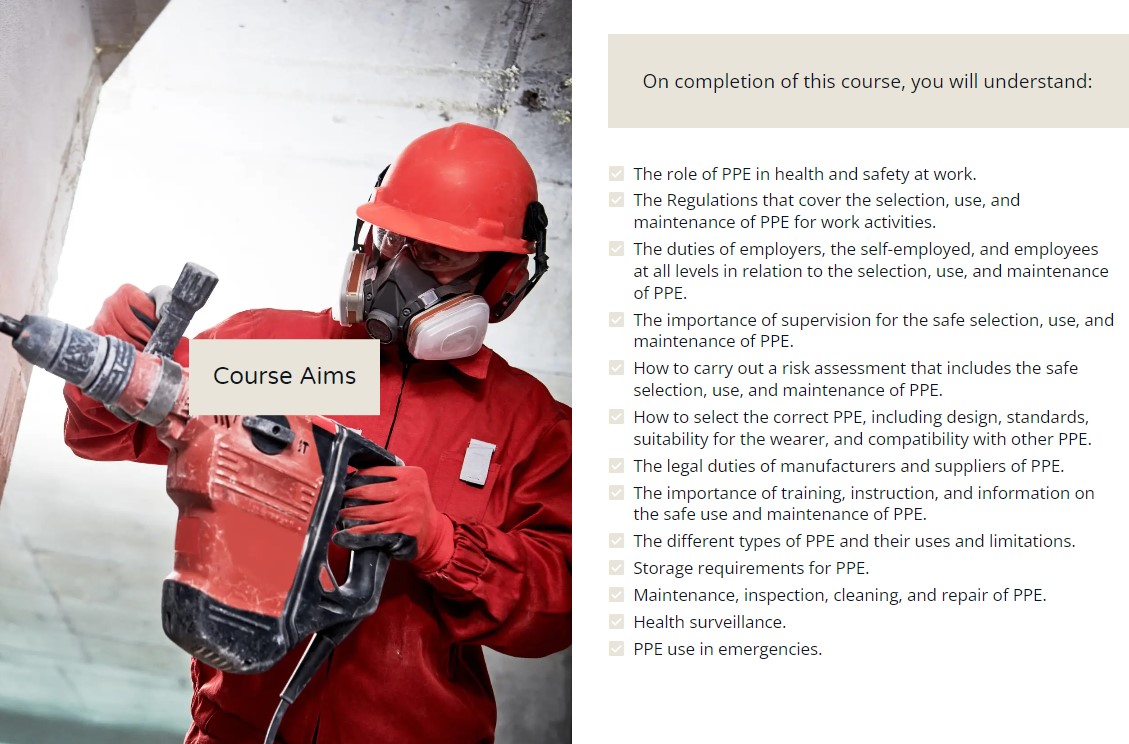 Course Aims
On completion of this course, you will understand:
The role of PPE in health and safety at work.
The Regulations that cover the selection, use, and
maintenance of PPE for work activities.
The duties of employers, the self-employed, and employees
at all levels in relation to the selection, use, and maintenance
of PPE.
The importance of supervision for the safe selection, use, and
maintenance of PPE.
How to carry out a risk assessment that includes the safe
selection, use, and maintenance of PPE.
How to select the correct PPE, including design, standards,
suitability for the wearer, and compatibility with other PPE.
The legal duties of manufacturers and suppliers of PPE.
The importance of training, instruction, and information on
the safe use and maintenance of PPE.
The different types of PPE and their uses and limitations.
Storage requirements for PPE.
Maintenance, inspection, cleaning, and repair of PPE.
Health surveillance.
PPE use in emergencies.